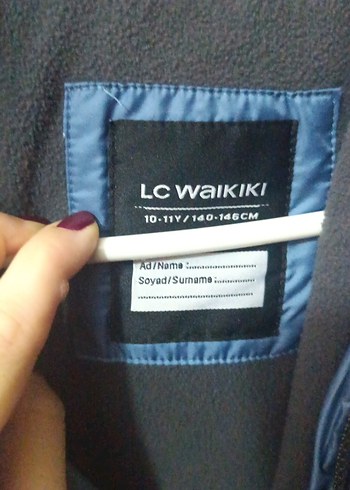 LC WAIKIKI
10-11Y/140-146CM
Ad/Name :....................
Soyad/Surname:............
.................................